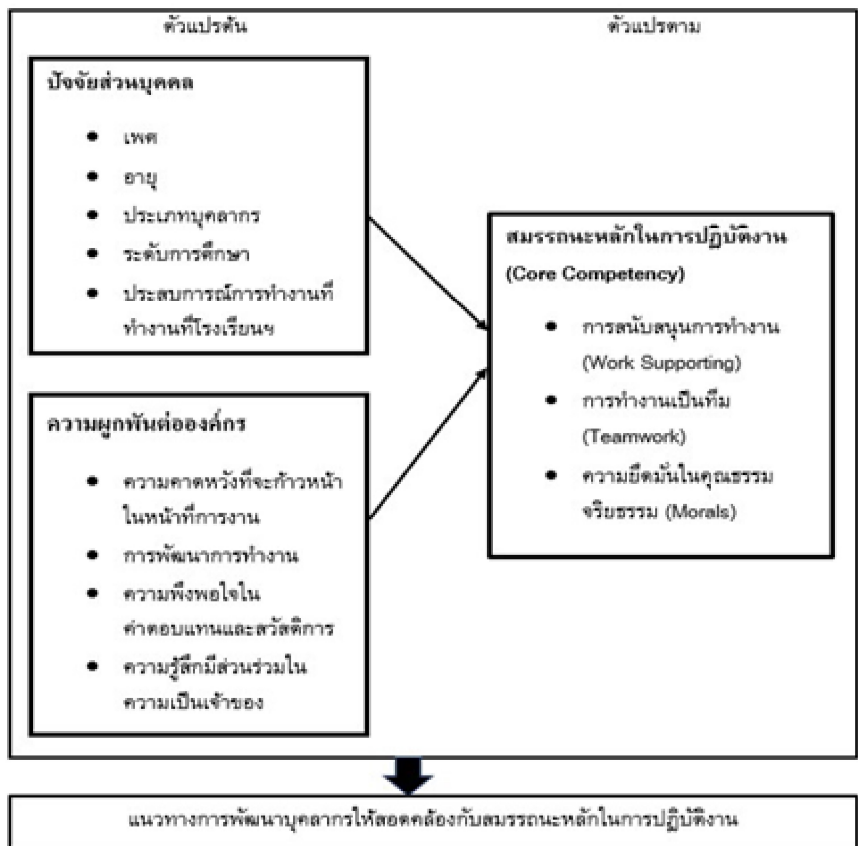 ตัวแปรต้น
ตัวแปรตาม
ปัจจัยส่วนบุคคล
เพศ
อายุ
ประเภทบุคลากร
ระดับการศึกษา
ประสบการณ์การทำงานที่
ทำงานที่โรงเรียนฯ
ความผูกพันต่อองค์กร
ความคาดหวังที่จะก้าวหน้า
ในหน้าที่การงาน
การพัฒนาการทำงาน
ความพึงพอใจใน
ค่าตอบแทนและสวัสดิการ
ความรู้สึกมีส่วนร่วมใน
ความเป็นเจ้าของ
สมรรถนะหลักในการปฏิบัติงาน
(Core Competency)
การสนับสนุนการทำงาน
(Work Supporting)
การทำงานเป็นทีม
(Teamwork)
ความยึดมั่นในคุณธรรม
จริยธรรม (Morals)
แนวทางการพัฒนาบุคลากรให้สอดคล้องกับสมรรถนะหลักในการปฏิบัติงาน